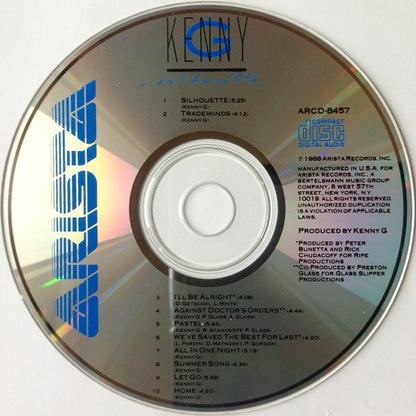 KENNY
G
silhouette
1 SILHOUETTE (5:25)
(KENNY G)
2 TRADEWINDS (4:12)
(KENNY G)
ARISTA
ARCD-8457
COMPACT
disc
DIGITAL AUDIO
℗ 1988 ARISTA RECORDS, INC.
MANUFACTURED IN U.S.A. FOR
ARISTA RECORDS, INC., A
BERTELSMANN MUSIC GROUP
COMPANY, 6 WEST 57TH
STREET, NEW YORK, N.Y.
10019. ALL RIGHTS RESERVED.
UNAUTHORIZED DUPLICATION
IS A VIOLATION OF APPLICABLE
LAWS.
PRODUCED BY KENNY G
*PRODUCED BY PETER
BUNETTA AND RICK
CHUDACOFF FOR RIPE
PRODUCTIONS
**CO-PRODUCED BY PRESTON
GLASS FOR GLASS SLIPPER
PRODUCTIONS
3 I'LL BE ALRIGHT* (4:08)
(D. GETSCHAL, L. WHITE)
4 AGAINST DOCTOR'S ORDERS** (4:44)
(KENNY G, P. GLASS, A. GLASS)
5 PASTEL (5:44)
(KENNY G, W. AFANASIEFF, P. GLASS)
6 WE'VE SAVED THE BEST FOR LAST* (4:20)
(L. PARDINI, D. MATKOSKY, P. GORDON)
7 ALL IN ONE NIGHT (5:19)
(KENNY G)
8 SUMMER SONG (4:34)
(KENNY G)
9 LET GO (5:49)
(KENNY G)
10 HOME (4:20)
(KENNY G)